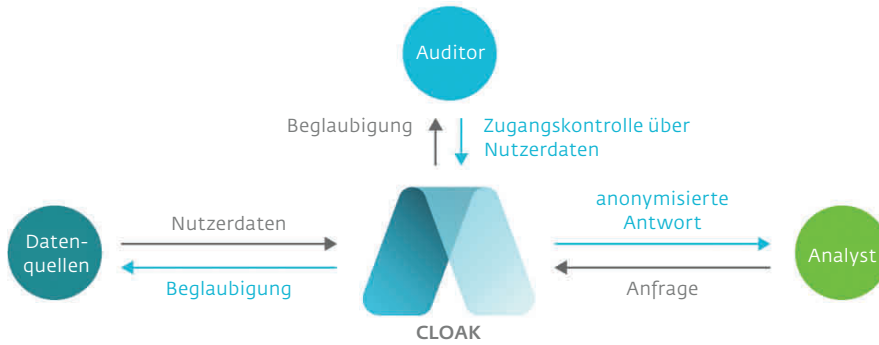 Auditor
Beglaubigung
Zugangskontrolle über
Nutzerdaten
Daten-
quellen
Nutzerdaten
Beglaubigung
anonymisierte
Antwort
Anfrage
Analyst
CLOAK